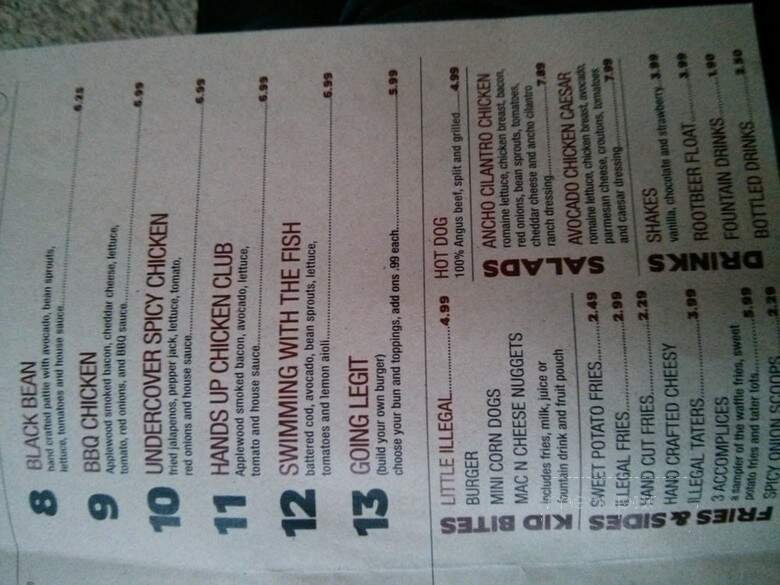 8 BLACK BEAN
hand crafted pattie with avocado, bean sprouts,
lettuce, tomatoes and house sauce 6.25
9 BBQ CHICKEN
Applewood smoked bacon, cheddar cheese, lettuce,
tomato, red onions, and BBQ sauce 6.99
10 UNDERCOVER SPICY CHICKEN
fried jalapenos, pepper jack, lettuce, tomato,
red onions and house sauce 6.99
11 HANDS UP CHICKEN CLUB
Applewood smoked bacon, avocado, lettuce,
tomato and house sauce 6.99
12 SWIMMING WITH THE FISH
battered cod, avocado, bean sprouts, lettuce,
tomatoes and lemon aioli 6.99
13 GOING LEGIT
(build your own burger)
choose your bun and toppings, add ons .99 each 5.99
KID BITES
LITTLE ILLEGAL 4.99
BURGER
MINI CORN DOGS
MAC N CHEESE NUGGETS
includes fries, milk, juice or
fountain drink and fruit pouch
FRIES & SIDES
SWEET POTATO FRIES 2.49
ILLEGAL FRIES 2.99
HAND CUT FRIES 2.29
HAND CRAFTED CHEESY
ILLEGAL TATERS 3.99
3 ACCOMPLICES
a sampler of the waffle fries, sweet
potato fries and tater tots 5.99
SPICY ONION 2.39
HOT DOG
100% Angus beef, split and grilled 4.99
SALADS
ANCHO CILANTRO CHICKEN
romaine lettuce, chicken breast, bacon,
red onions, bean sprouts, tomatoes,
cheddar cheese and ancho cilantro
ranch dressing 7.89
AVOCADO CHICKEN CAESAR
romaine lettuce, chicken breast, avocado,
parmesan cheese, croutons, tomatoes
and caesar dressing 7.99
DRINKS
SHAKES
vanilla, chocolate and strawberry 3.99
ROOTBEER FLOAT 3.99
FOUNTAIN DRINKS 1.90
BOTTLED DRINKS 2.50